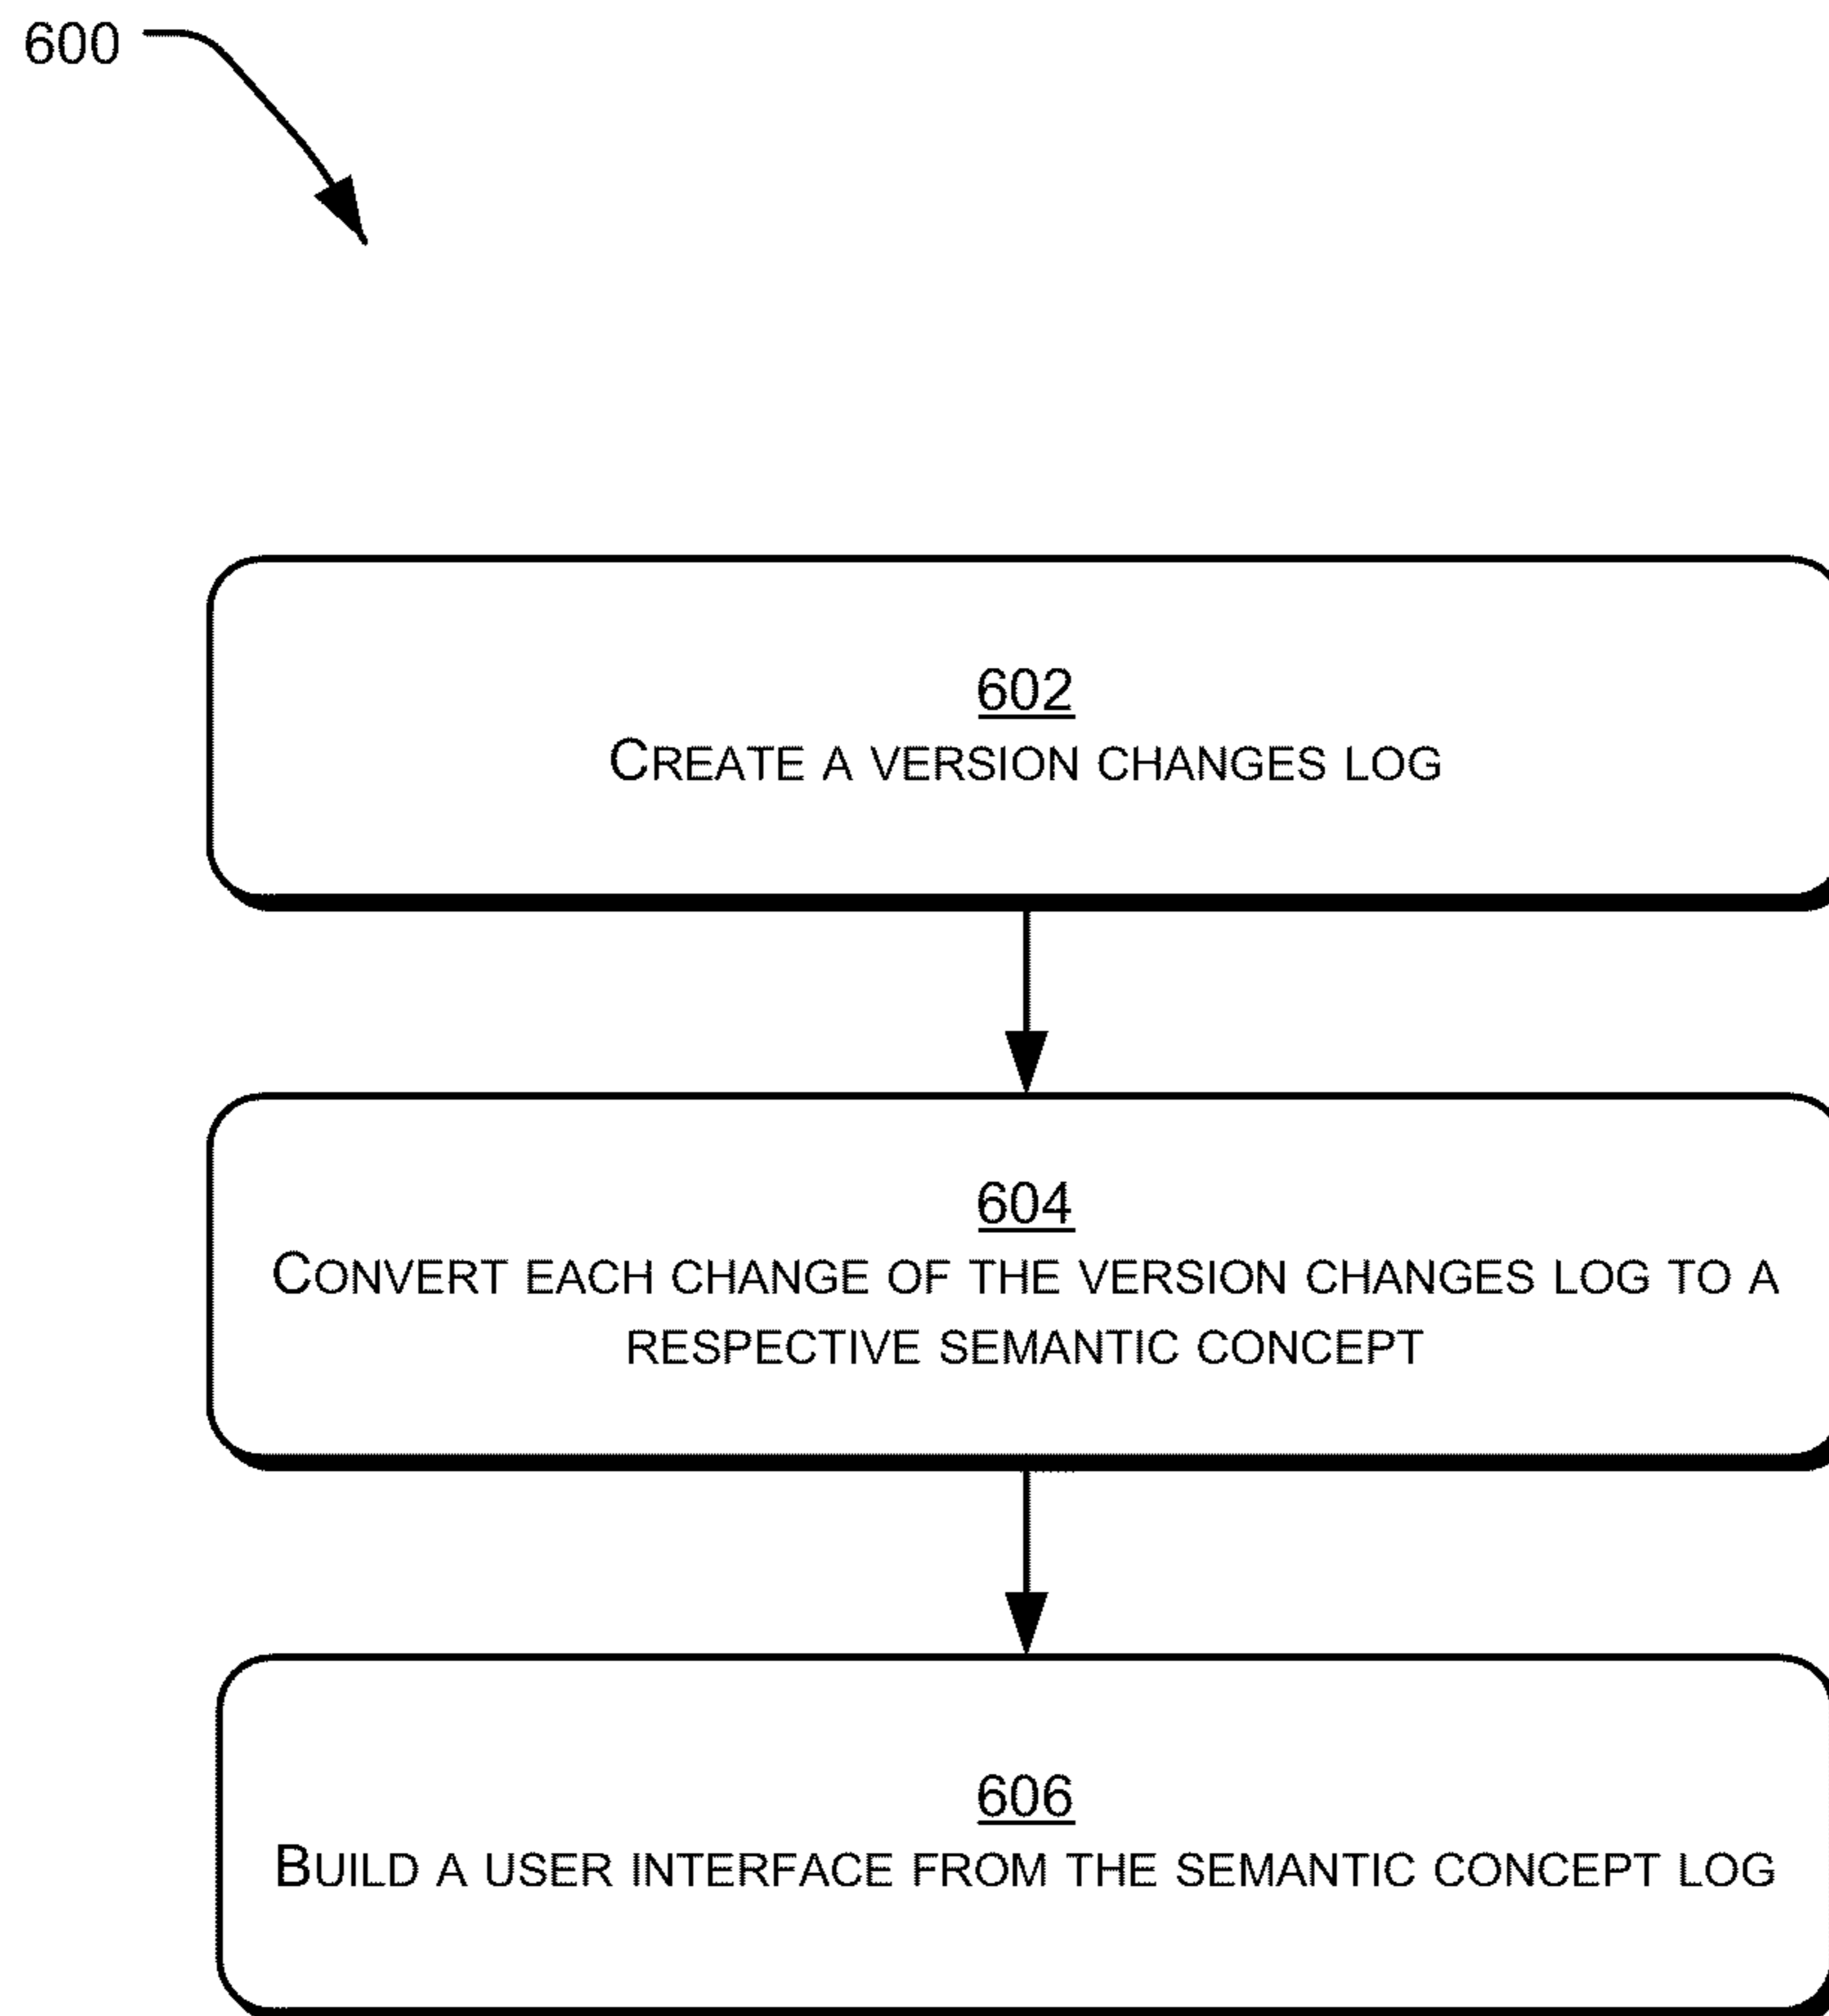 600
602
CREATE A VERSION CHANGES LOG
604
CONVERT EACH CHANGE OF THE VERSION CHANGES LOG TO A
RESPECTIVE SEMANTIC CONCEPT
606
BUILD A USER INTERFACE FROM THE SEMANTIC CONCEPT LOG